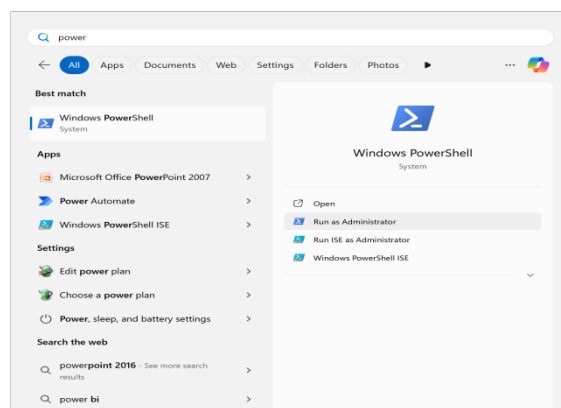 power
All Apps Documents Web Settings Folders Photos
Best match
Windows PowerShell
System
Apps
Microsoft Office PowerPoint 2007
Power Automate
Windows PowerShell ISE
Settings
Edit power plan
Choose a power plan
Power, sleep, and battery settings
Search the web
powerpoint 2016 - See more search
results
power bi
Windows PowerShell
System
Open
Run as Administrator
Run ISE as Administrator
Windows PowerShell ISE